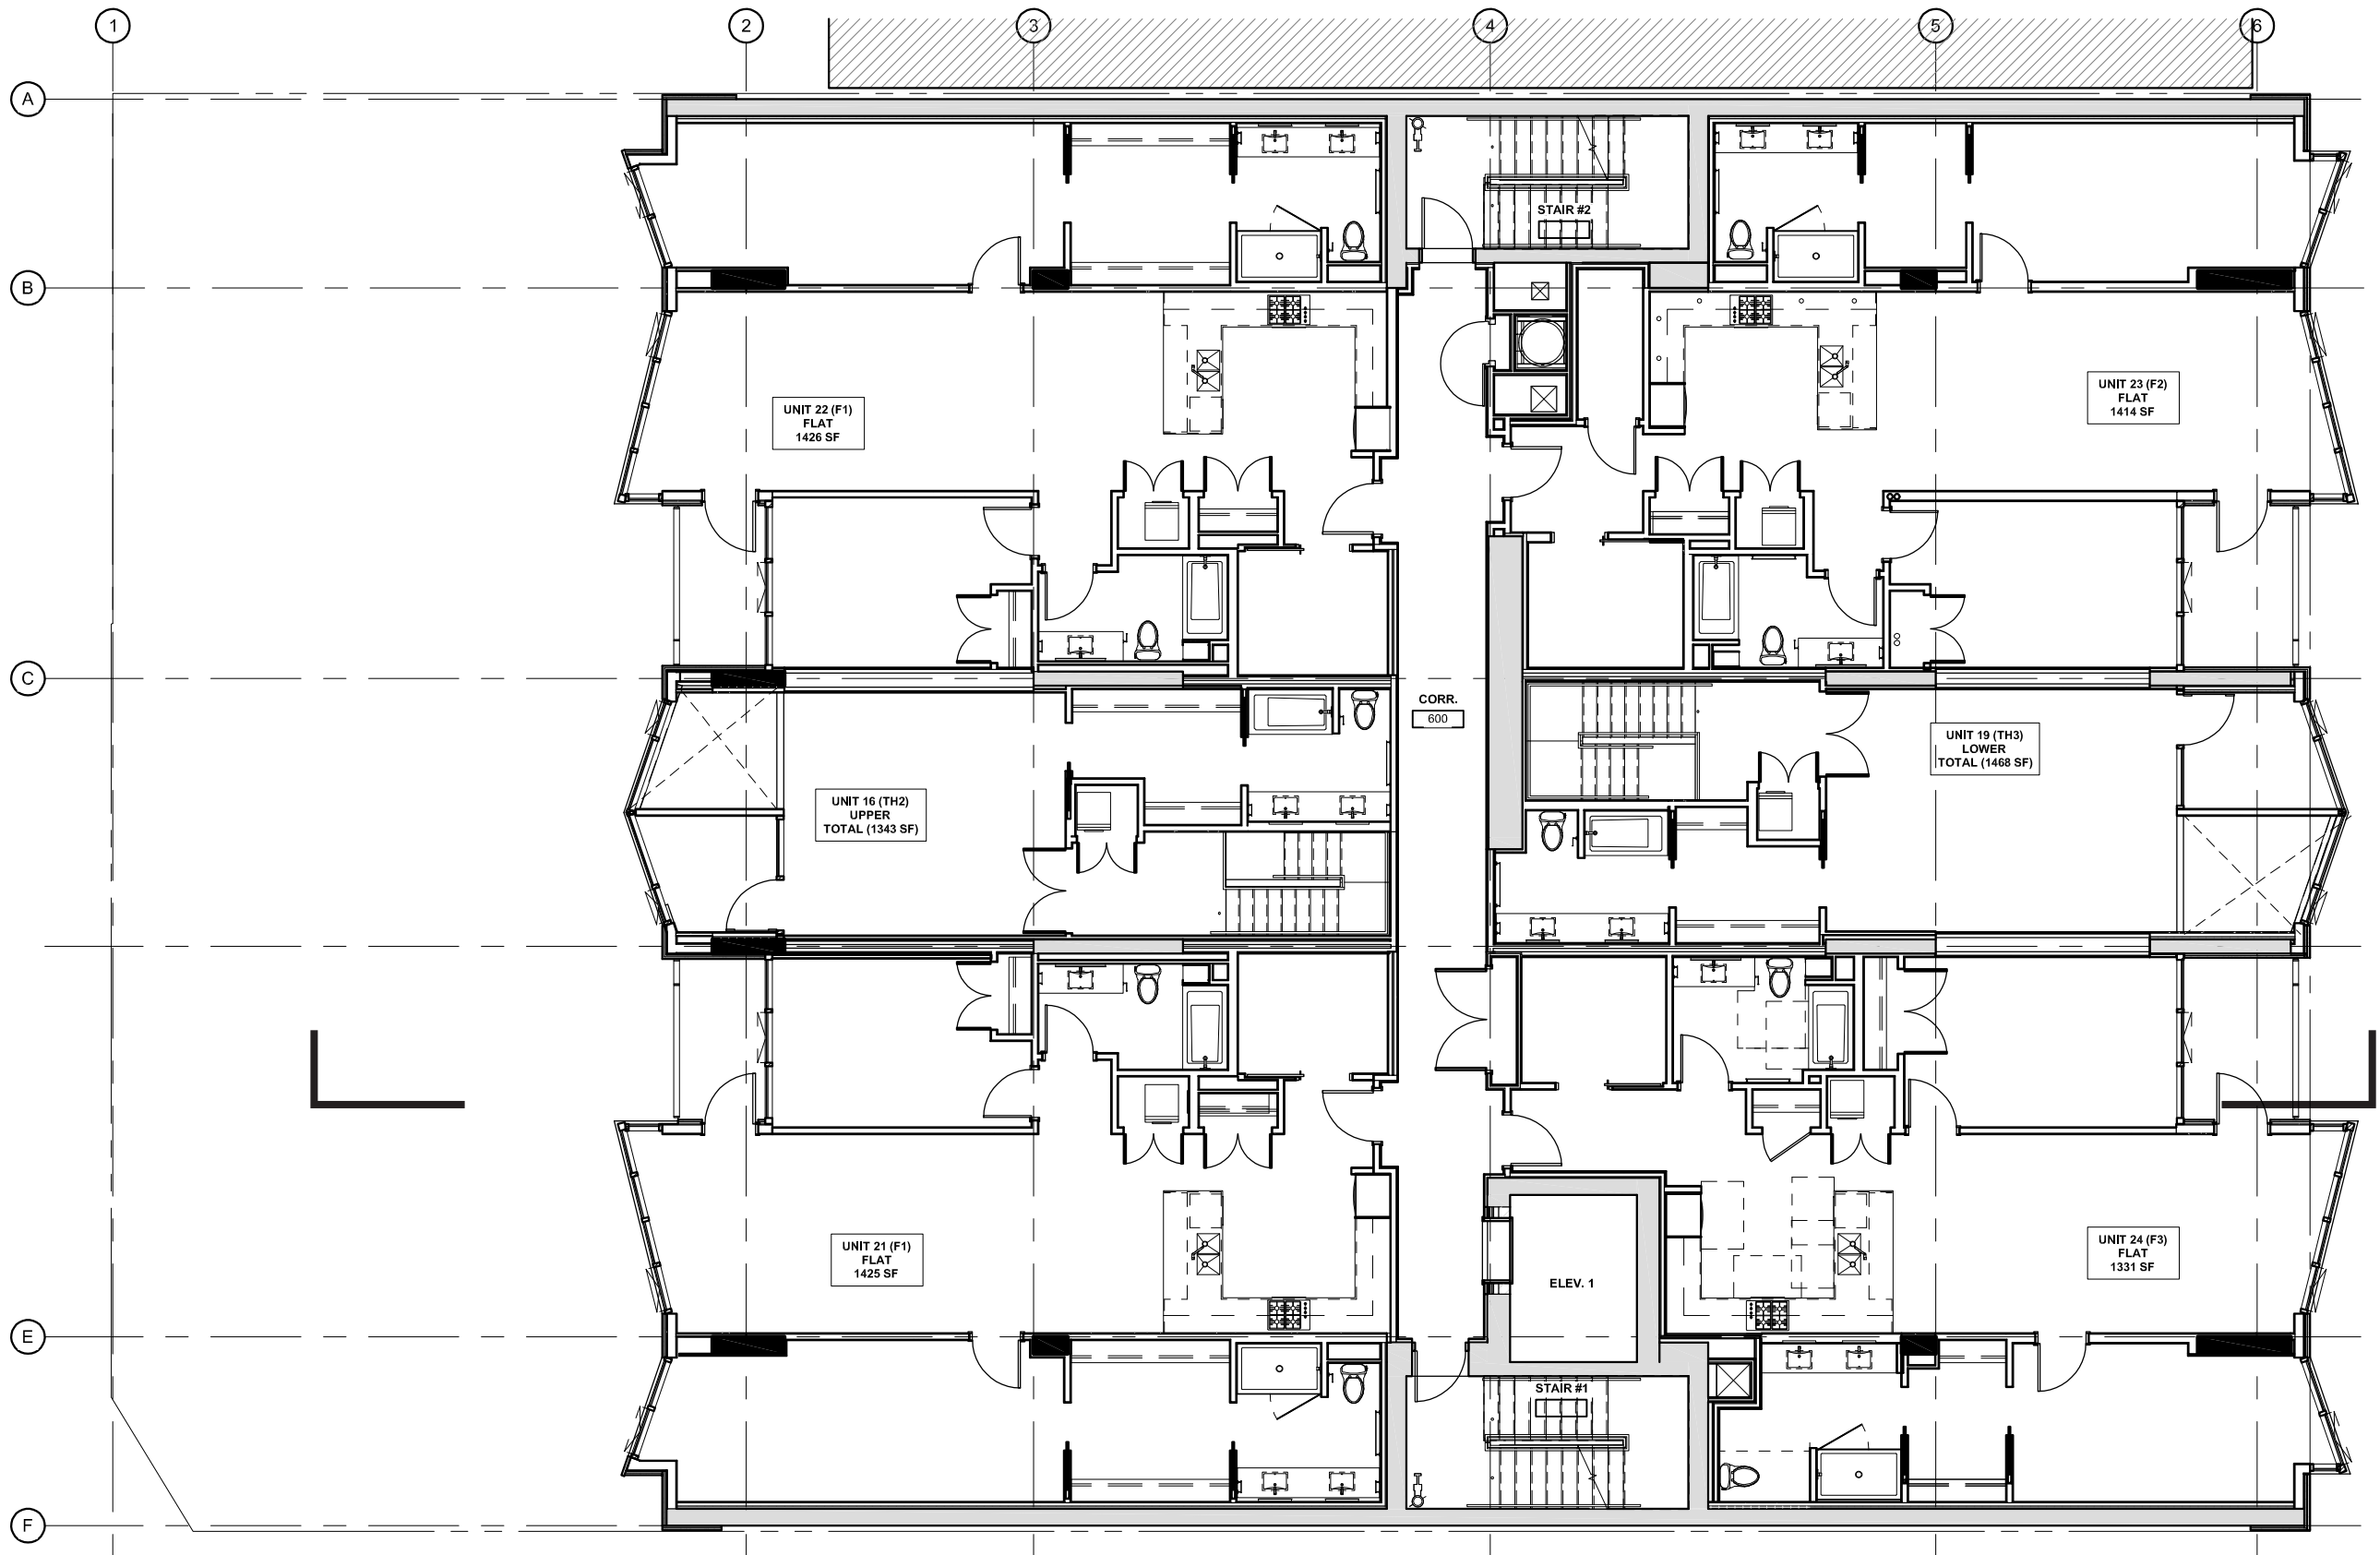 1
2
3
4
5
6
A
B
STAIR #2
UNIT 22 (F1)
FLAT
1426 SF
UNIT 23 (F2)
FLAT
1414 SF
C
CORR.
600
UNIT 19 (TH3)
LOWER
TOTAL (1468 SF)
UNIT 16 (TH2)
UPPER
TOTAL (1343 SF)
UNIT 21 (F1)
FLAT
1425 SF
UNIT 24 (F3)
FLAT
1331 SF
ELEV. 1
E
STAIR #1
F